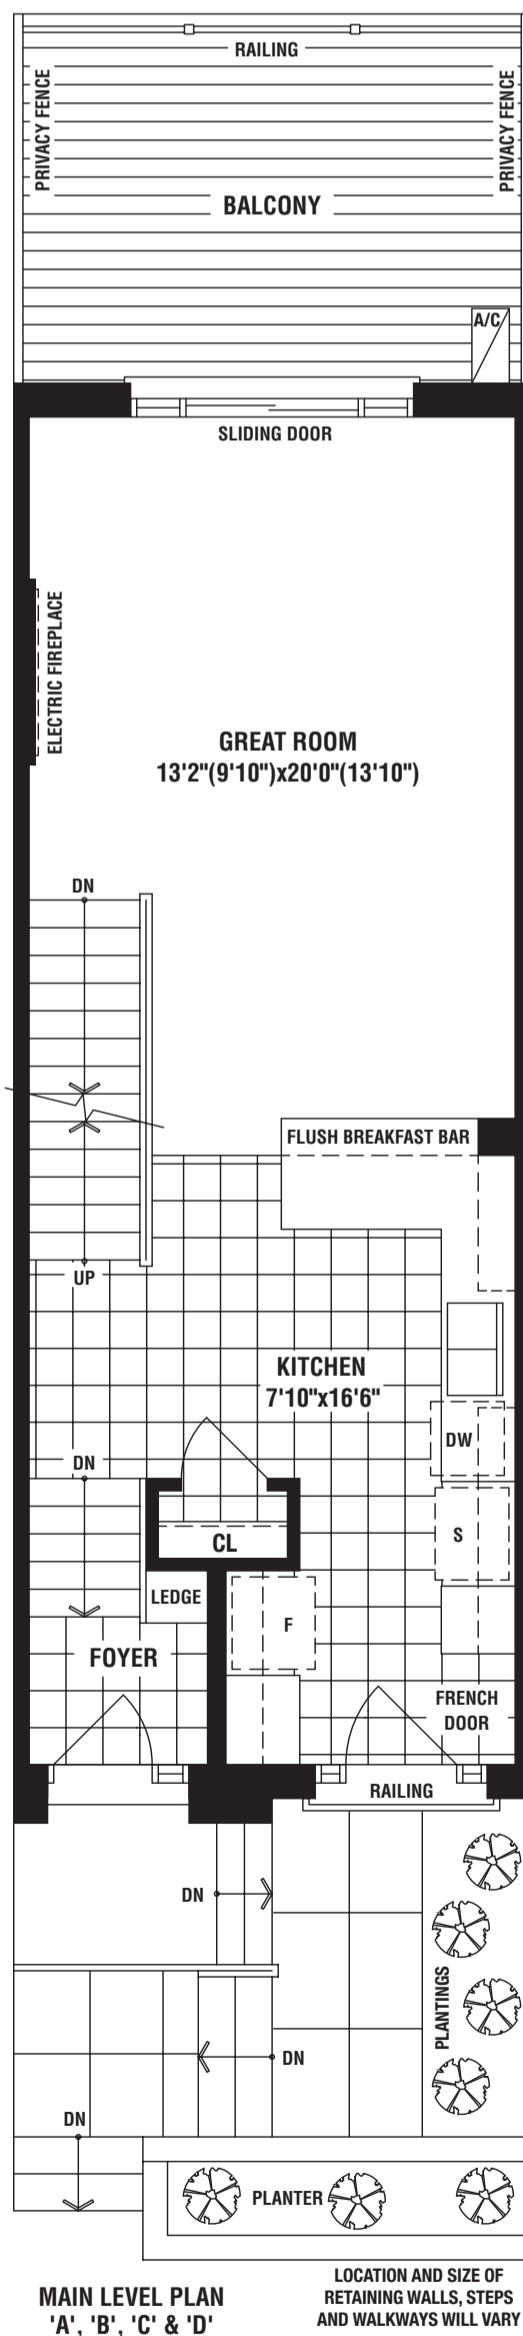 RAILING
PRIVACY FENCE
PRIVACY FENCE
BALCONY
A/C
SLIDING DOOR
ELECTRIC FIREPLACE
GREAT ROOM
13'2"(9'10")x20'0"(13'10")
DN
FLUSH BREAKFAST BAR
UP
KITCHEN
7'10"x16'6"
DW
DN
CL
S
LEDGE
F
FOYER
FRENCH
DOOR
RAILING
DN
PLANTINGS
DN
DN
PLANTER
MAIN LEVEL PLAN
'A', 'B', 'C' & 'D'
LOCATION AND SIZE OF
RETAINING WALLS, STEPS
AND WALKWAYS WILL VARY